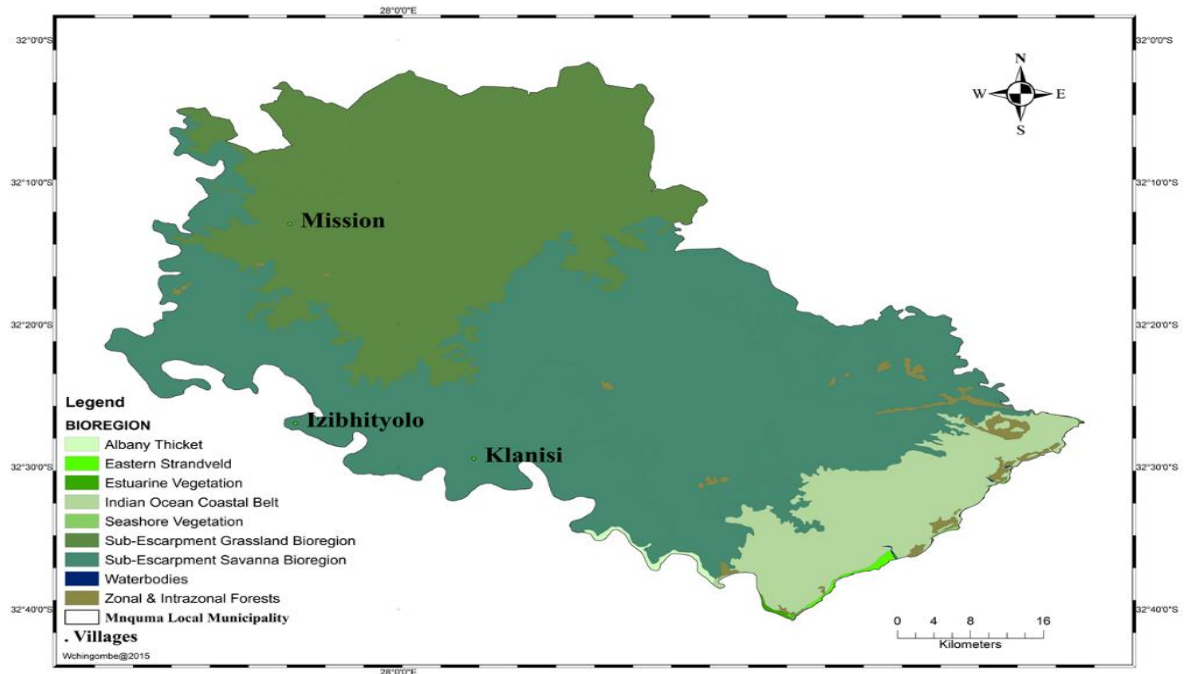 28°0'0"E
32°0'0"S
32°0'0"S
N
W
E
S
32°10'0"S
32°10'0"S
Mission
32°20'0"S
32°20'0"S
Legend
BIOREGION
Albany Thicket
Eastern Strandveld
Estuarine Vegetation
Indian Ocean Coastal Belt
Seashore Vegetation
Sub-Escarpment Grassland Bioregion
Sub-Escarpment Savanna Bioregion
Waterbodies
Zonal & Intrazonal Forests
Mnquma Local Municipality
. Villages
Wchingombe@2015
Izibhityolo
Klanisi
32°30'0"S
32°30'0"S
32°40'0"S
32°40'0"S
0 4 8 16
Kilometers
28°0'0"E